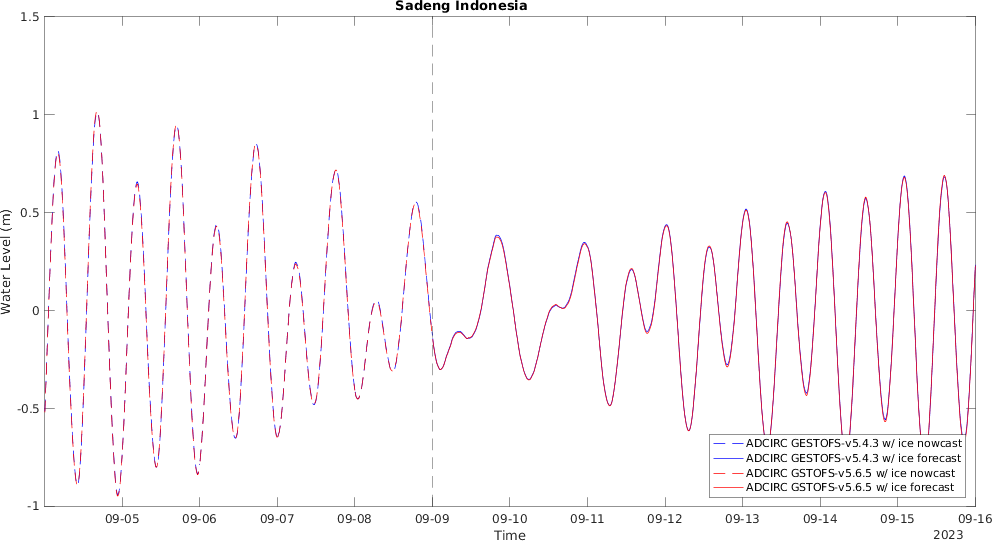 Sadeng Indonesia
1.5
1
0.5
0
-0.5
-1
Water Level (m)
09-05 09-06 09-07 09-08 09-09 09-10 09-11 09-12 09-13 09-14 09-15 09-16
Time
2023
ADCIRC GESTOFS-v5.4.3 w/ ice nowcast
ADCIRC GESTOFS-v5.4.3 w/ ice forecast
ADCIRC GSTOFS-v5.6.5 w/ ice nowcast
ADCIRC GSTOFS-v5.6.5 w/ ice forecast